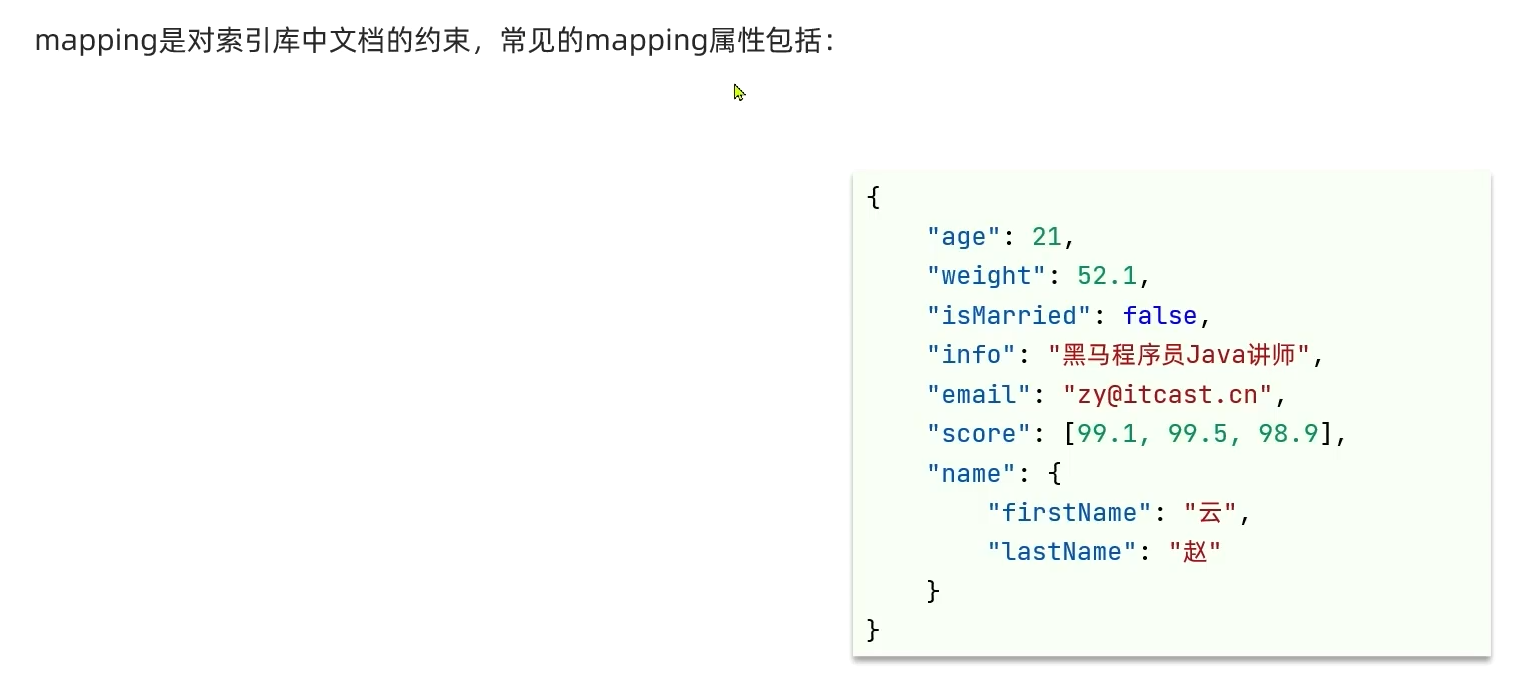 mapping是对索引库中文档的约束，常见的mapping属性包括：
{
    "age": 21,
    "weight": 52.1,
    "isMarried": false,
    "info": "黑马程序员Java讲师",
    "email": "zy@itcast.cn",
    "score": [99.1, 99.5, 98.9],
    "name": {
        "firstName": "云",
        "lastName": "赵"
    }
}